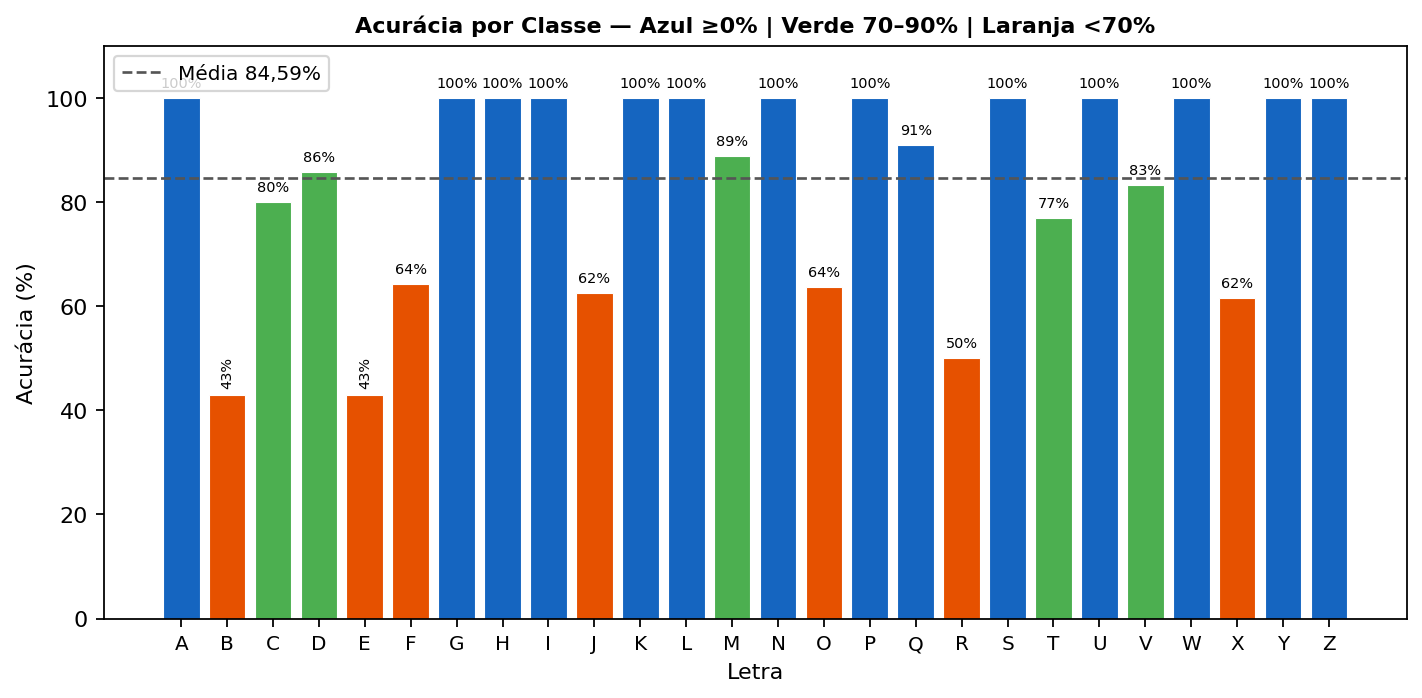 Acurácia por Classe — Azul ≥0% | Verde 70–90% | Laranja <70%
Média 84,59%
100% 100% 100% 100% 100% 100% 100% 100% 100% 100% 100% 100% 100%
91%
89%
86%
83%
80%
77%
64% 64%
62% 62%
50%
43% 43%
Acurácia (%)
100
80
60
40
20
0
A B C D E F G H I J K L M N O P Q R S T U V W X Y Z
Letra